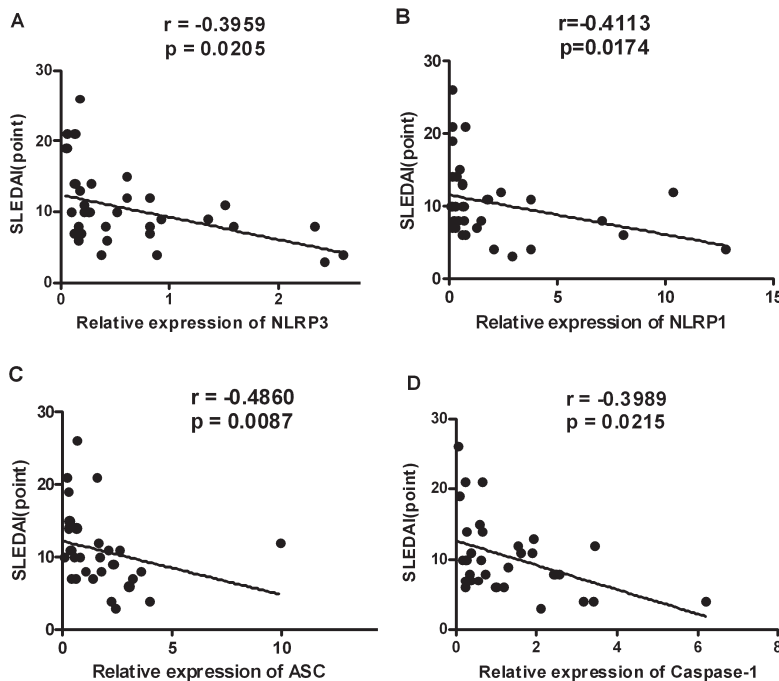 A
r = -0.3959
p = 0.0205
30
20
10
0
SLEDAI(point)
0 1 2
Relative expression of NLRP3
B
r=-0.4113
p=0.0174
30
20
10
0
SLEDAI(point)
0 5 10 15
Relative expression of NLRP1
C
r = -0.4860
p = 0.0087
30
20
10
0
SLEDAI(point)
0 5 10
Relative expression of ASC
D
r = -0.3989
p = 0.0215
30
20
10
0
SLEDAI(point)
0 2 4 6 8
Relative expression of Caspase-1